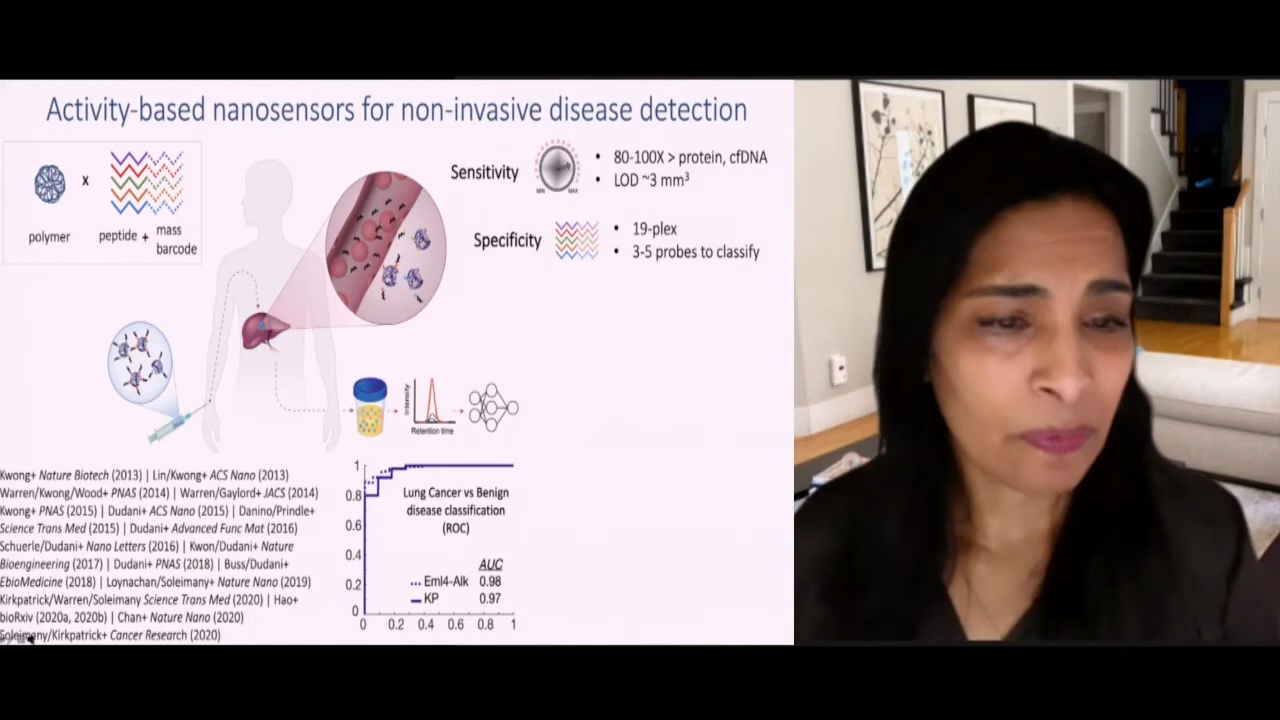 Activity-based nanosensors for non-invasive disease detection
polymer
x
peptide + mass barcode
Sensitivity
MIN MAX
• 80-100X > protein, cfDNA
• LOD ~3 mm³
Specificity
• 19-plex
• 3-5 probes to classify
Intensity
Retention time
Kwong+ Nature Biotech (2013) | Lin/Kwong+ ACS Nano (2013)
Warren/Kwong/Wood+ PNAS (2014) | Warren/Gaylord+ JACS (2014)
Kwong+ PNAS (2015) | Dudani+ ACS Nano (2015) | Danino/Prindle+
Science Trans Med (2015) | Dudani+ Advanced Func Mat (2016)
Schuerle/Dudani+ Nano Letters (2016) | Kwon/Dudani+ Nature
Bioengineering (2017) | Dudani+ PNAS (2018) | Buss/Dudani+
EbioMedicine (2018) | Loynachan/Soleimany+ Nature Nano (2019)
Kirkpatrick/Warren/Soleimany Science Trans Med (2020) | Hao+
bioRxiv (2020a, 2020b) | Chan+ Nature Nano (2020)
Soleimany/Kirkpatrick+ Cancer Research (2020)
1
0.8
0.6
0.4
0.2
0
Lung Cancer vs Benign
disease classification
(ROC)
AUC
Eml4-Alk 0.98
KP 0.97
0 0.2 0.4 0.6 0.8 1